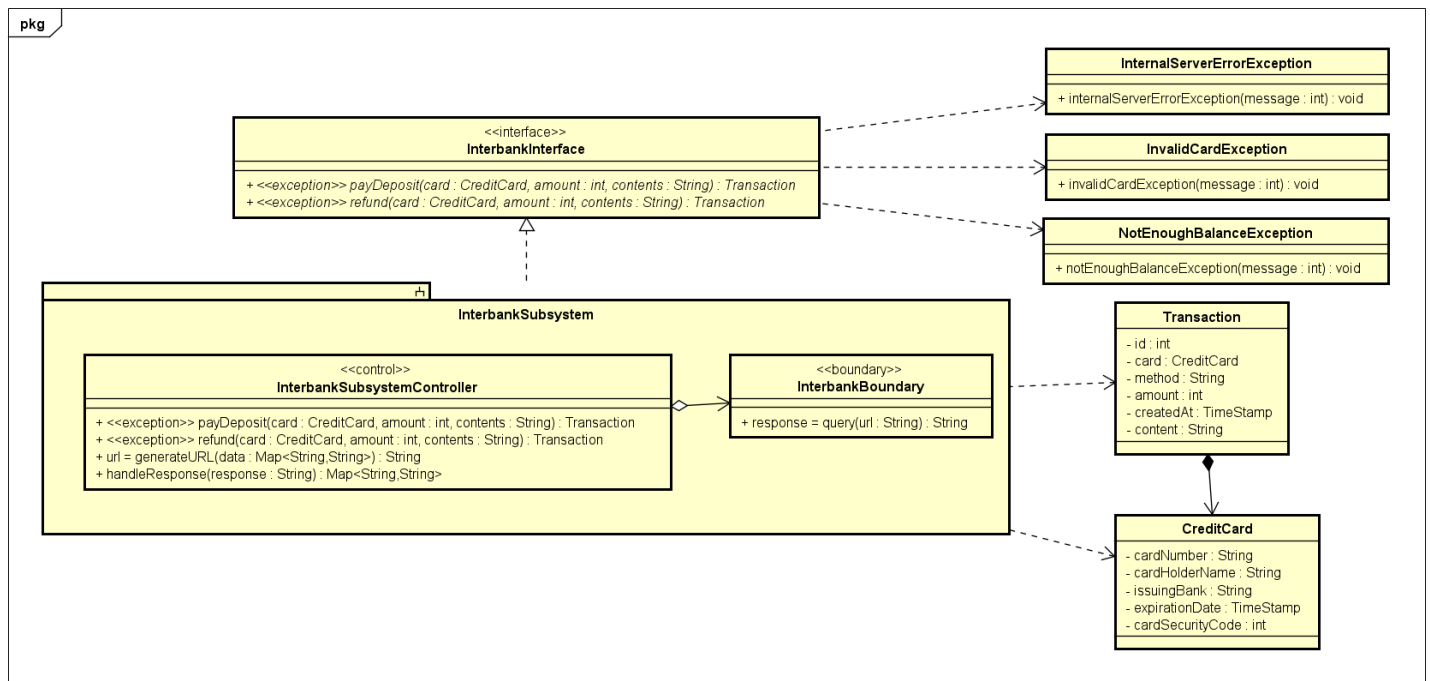 pkg
InternalServerErrorException
+ internalServerErrorException(message : int) : void
<<interface>>
InterbankInterface
+ <<exception>> payDeposit(card : CreditCard, amount : int, contents : String) : Transaction
+ <<exception>> refund(card : CreditCard, amount : int, contents : String) : Transaction
InvalidCardException
+ invalidCardException(message : int) : void
NotEnoughBalanceException
+ notEnoughBalanceException(message : int) : void
InterbankSubsystem
<<control>>
InterbankSubsystemController
+ <<exception>> payDeposit(card : CreditCard, amount : int, contents : String) : Transaction
+ <<exception>> refund(card : CreditCard, amount : int, contents : String) : Transaction
+ url = generateURL(data : Map<String,String>) : String
+ handleResponse(response : String) : Map<String,String>
<<boundary>>
InterbankBoundary
+ response = query(url : String) : String
Transaction
- id : int
- card : CreditCard
- method : String
- amount : int
- createdAt : TimeStamp
- content : String
CreditCard
- cardNumber : String
- cardHolderName : String
- issuingBank : String
- expirationDate : TimeStamp
- cardSecurityCode : int